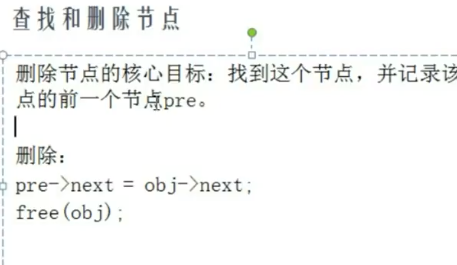 查找和删除节点
删除节点的核心目标：找到这个节点，并记录该
点的前一个节点pre。
删除：
pre->next = obj->next;
free(obj);